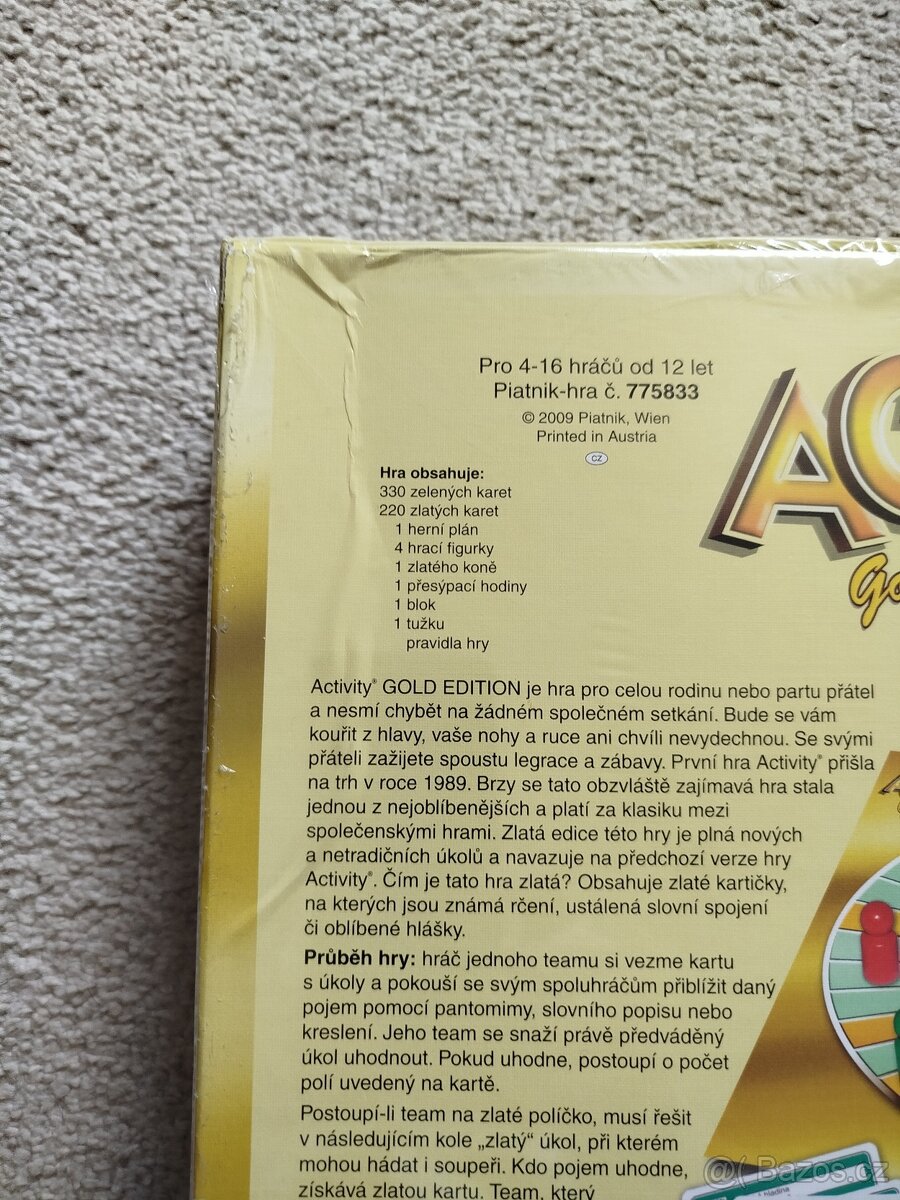 Pro 4-16 hráčů od 12 let
Piatnik-hra č. 775833
© 2009 Piatnik, Wien
Printed in Austria
CZ
Hra obsahuje:
330 zelených karet
220 zlatých karet
1 herní plán
4 hrací figurky
1 zlatého koně
1 přesýpací hodiny
1 blok
1 tužku
pravidla hry
Activity® GOLD EDITION je hra pro celou rodinu nebo partu přátel
a nesmí chybět na žádném společném setkání. Bude se vám
kouřit z hlavy, vaše nohy a ruce ani chvíli nevydechnou. Se svými
přáteli zažijete spoustu legrace a zábavy. První hra Activity® přišla
na trh v roce 1989. Brzy se tato obzvláště zajímavá hra stala
jednou z nejoblíbenějších a platí za klasiku mezi
společenskými hrami. Zlatá edice této hry je plná nových
a netradičních úkolů a navazuje na předchozí verze hry
Activity®. Čím je tato hra zlatá? Obsahuje zlaté kartičky,
na kterých jsou známá rčení, ustálená slovní spojení
či oblíbené hlášky.
Průběh hry: hráč jednoho teamu si vezme kartu
s úkoly a pokouší se svým spoluhráčům přiblížit daný
pojem pomocí pantomimy, slovního popisu nebo
kreslení. Jeho team se snaží právě předváděný
úkol uhodnout. Pokud uhodne, postoupí o počet
polí uvedený na kartě.
Postoupí-li team na zlaté políčko, musí řešit
v následujícím kole „zlatý“ úkol, při kterém
mohou hádat i soupeři. Kdo pojem uhodne,
získává zlatou kartu. Team, který
1 hladina
Bazos.cz